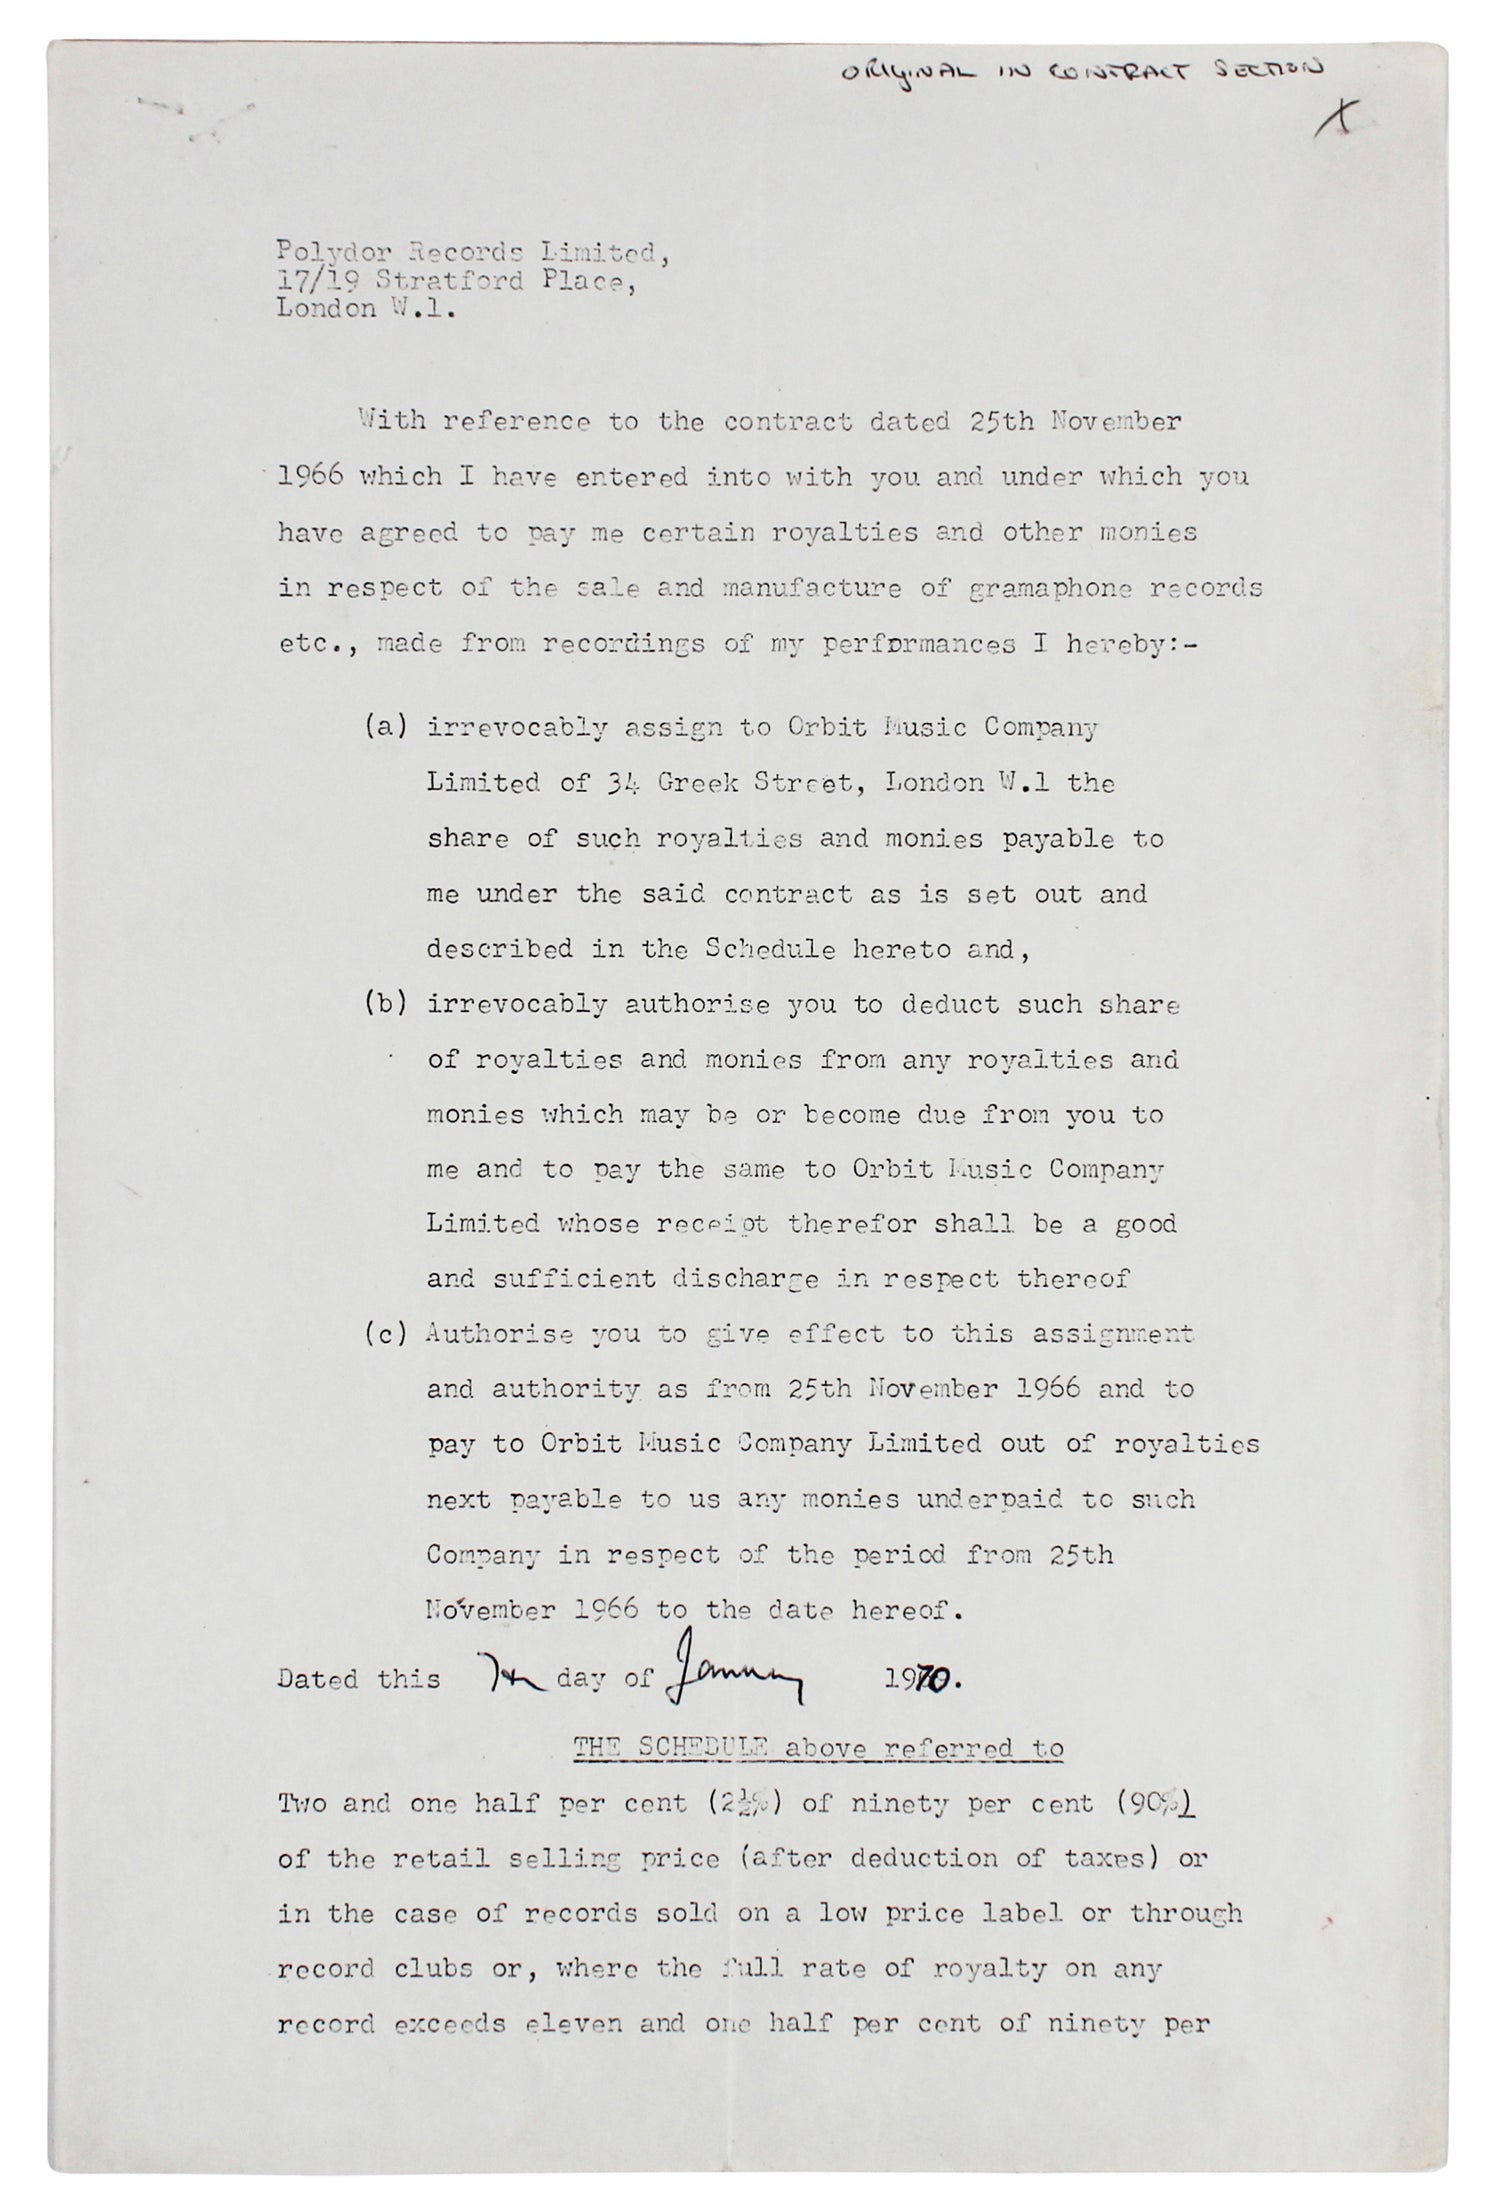 ORIGINAL IN CONTRACT SECTION
X
Polydor Records Limited,
17/19 Stratford Place,
London W.1.
With reference to the contract dated 25th November
1966 which I have entered into with you and under which you
have agreed to pay me certain royalties and other monies
in respect of the sale and manufacture of gramaphone records
etc., made from recordings of my performances I hereby:-
(a) irrevocably assign to Orbit Music Company
Limited of 34 Greek Street, London W.1 the
share of such royalties and monies payable to
me under the said contract as is set out and
described in the Schedule hereto and,
(b) irrevocably authorise you to deduct such share
of royalties and monies from any royalties and
monies which may be or become due from you to
me and to pay the same to Orbit Music Company
Limited whose receipt therefor shall be a good
and sufficient discharge in respect thereof
(c) Authorise you to give effect to this assignment
and authority as from 25th November 1966 and to
pay to Orbit Music Company Limited out of royalties
next payable to us any monies underpaid to such
Company in respect of the period from 25th
November 1966 to the date hereof.
Dated this 7th day of January 1970.
THE SCHEDULE above referred to
Two and one half per cent (2½%) of ninety per cent (90%)
of the retail selling price (after deduction of taxes) or
in the case of records sold on a low price label or through
record clubs or, where the full rate of royalty on any
record exceeds eleven and one half per cent of ninety per